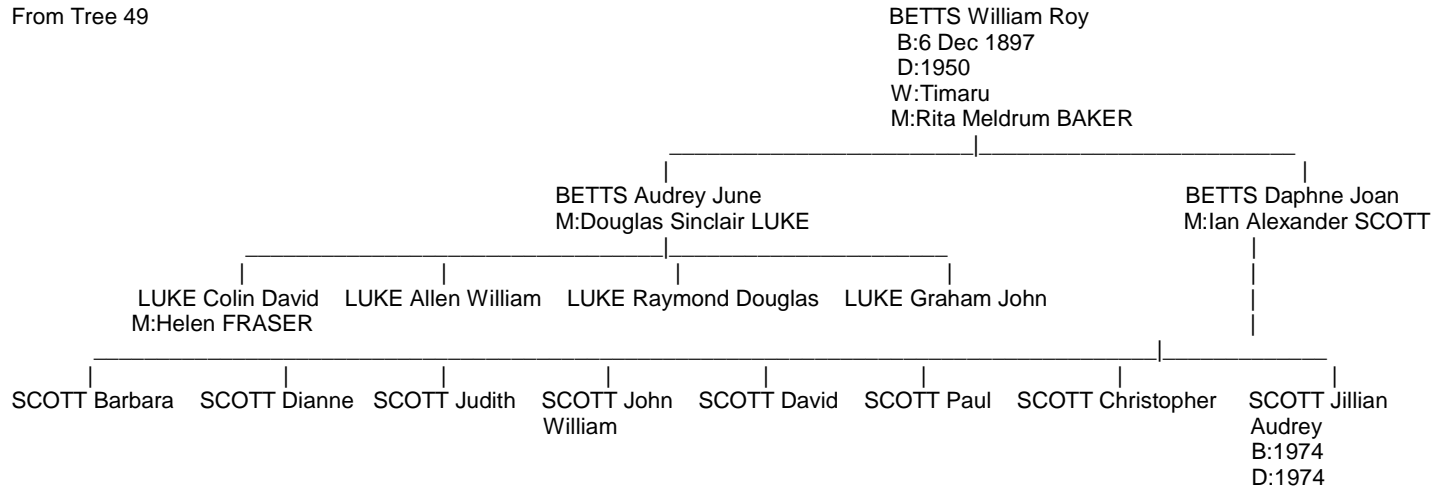 From Tree 49
BETTS William Roy
B:6 Dec 1897
D:1950
W:Timaru
M:Rita Meldrum BAKER
BETTS Audrey June
M:Douglas Sinclair LUKE
BETTS Daphne Joan
M:Ian Alexander SCOTT
LUKE Colin David
M:Helen FRASER
LUKE Allen William
LUKE Raymond Douglas
LUKE Graham John
SCOTT Barbara
SCOTT Dianne
SCOTT Judith
SCOTT John
William
SCOTT David
SCOTT Paul
SCOTT Christopher
SCOTT Jillian
Audrey
B:1974
D:1974